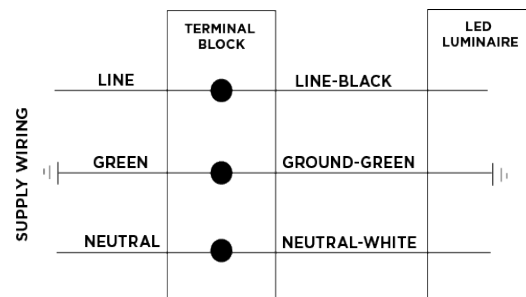 TERMINAL
BLOCK
LED
LUMINAIRE
SUPPLY WIRING
LINE
LINE-BLACK
GREEN
GROUND-GREEN
NEUTRAL
NEUTRAL-WHITE